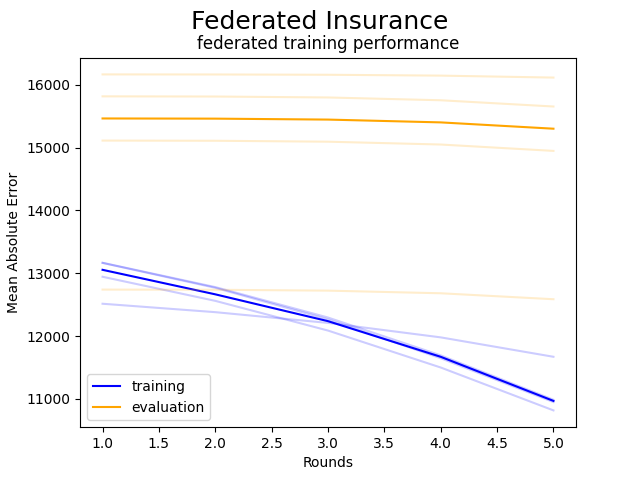 Federated Insurance
federated training performance
Mean Absolute Error
16000
15000
14000
13000
12000
11000
training
evaluation
1.0 1.5 2.0 2.5 3.0 3.5 4.0 4.5 5.0
Rounds